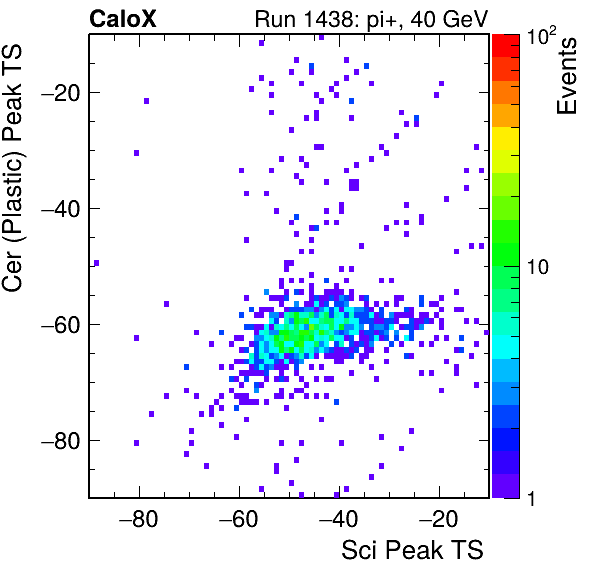 CaloX Run 1438: pi+, 40 GeV
Cer (Plastic) Peak TS
−20
−40
−60
−80
−80 −60 −40 −20
Sci Peak TS
10²
10
1
Events